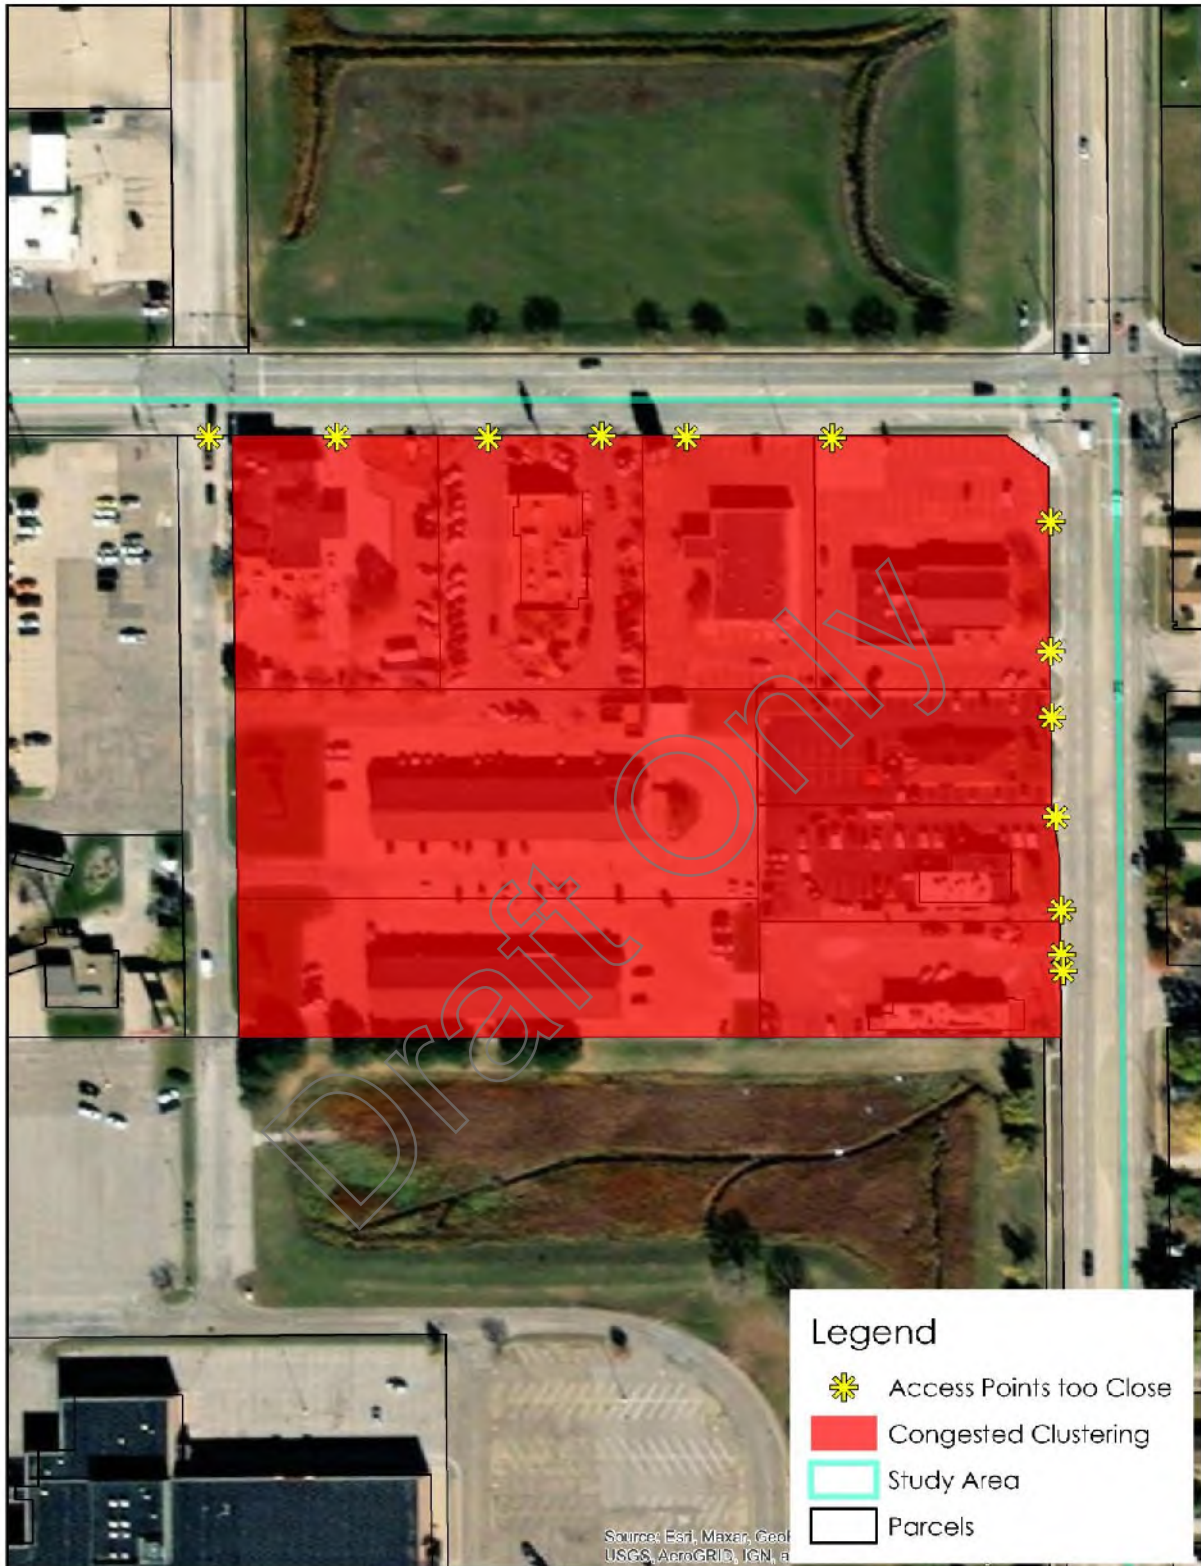 Draft Only
Legend
Access Points too Close
Congested Clustering
Study Area
Parcels
Source: Esri, Maxar, Geo
USGS, AeroGRID, IGN, a